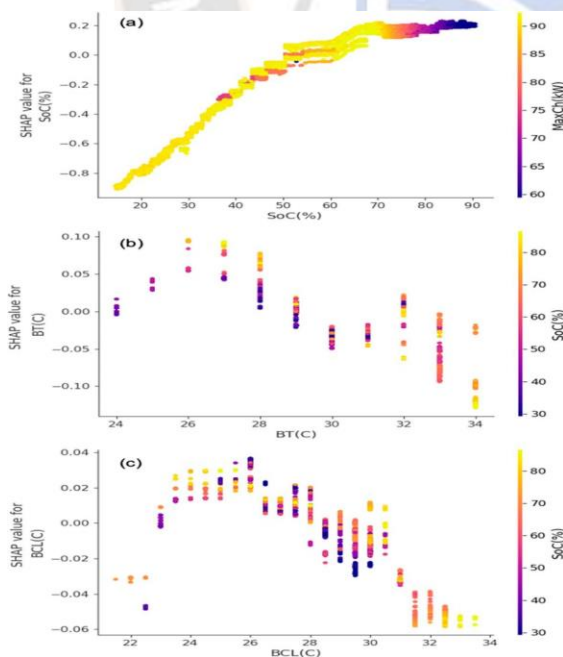 (a)
0.2
0.0
−0.2
−0.4
−0.6
−0.8
SHAP value for
SoC(%)
20 30 40 50 60 70 80 90
SoC(%)
90
85
80
75
70
65
60
MaxCh(kW)
(b)
0.10
0.05
0.00
−0.05
−0.10
SHAP value for
BT(C)
24 26 28 30 32 34
BT(C)
80
70
60
50
40
30
SoC(%)
(c)
0.04
0.02
0.00
−0.02
−0.04
−0.06
SHAP value for
BCL(C)
22 24 26 28 30 32 34
BCL(C)
80
70
60
50
40
30
SoC(%)